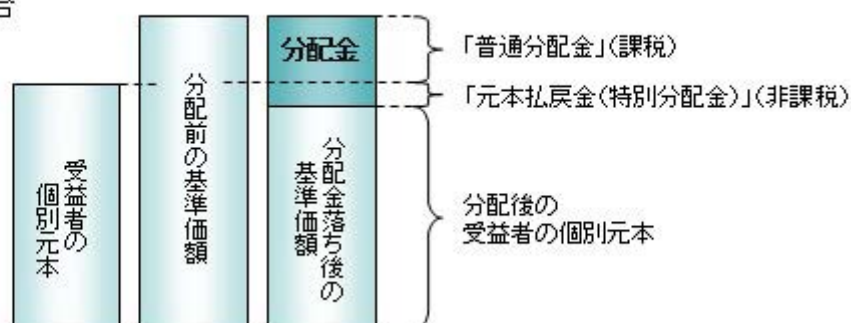 分配金
「普通分配金」(課税)
「元本払戻金(特別分配金)」(非課税)
受益者の
個別元本
分配前の基準価額
分配金落ち後の
基準価額
分配後の
受益者の個別元本